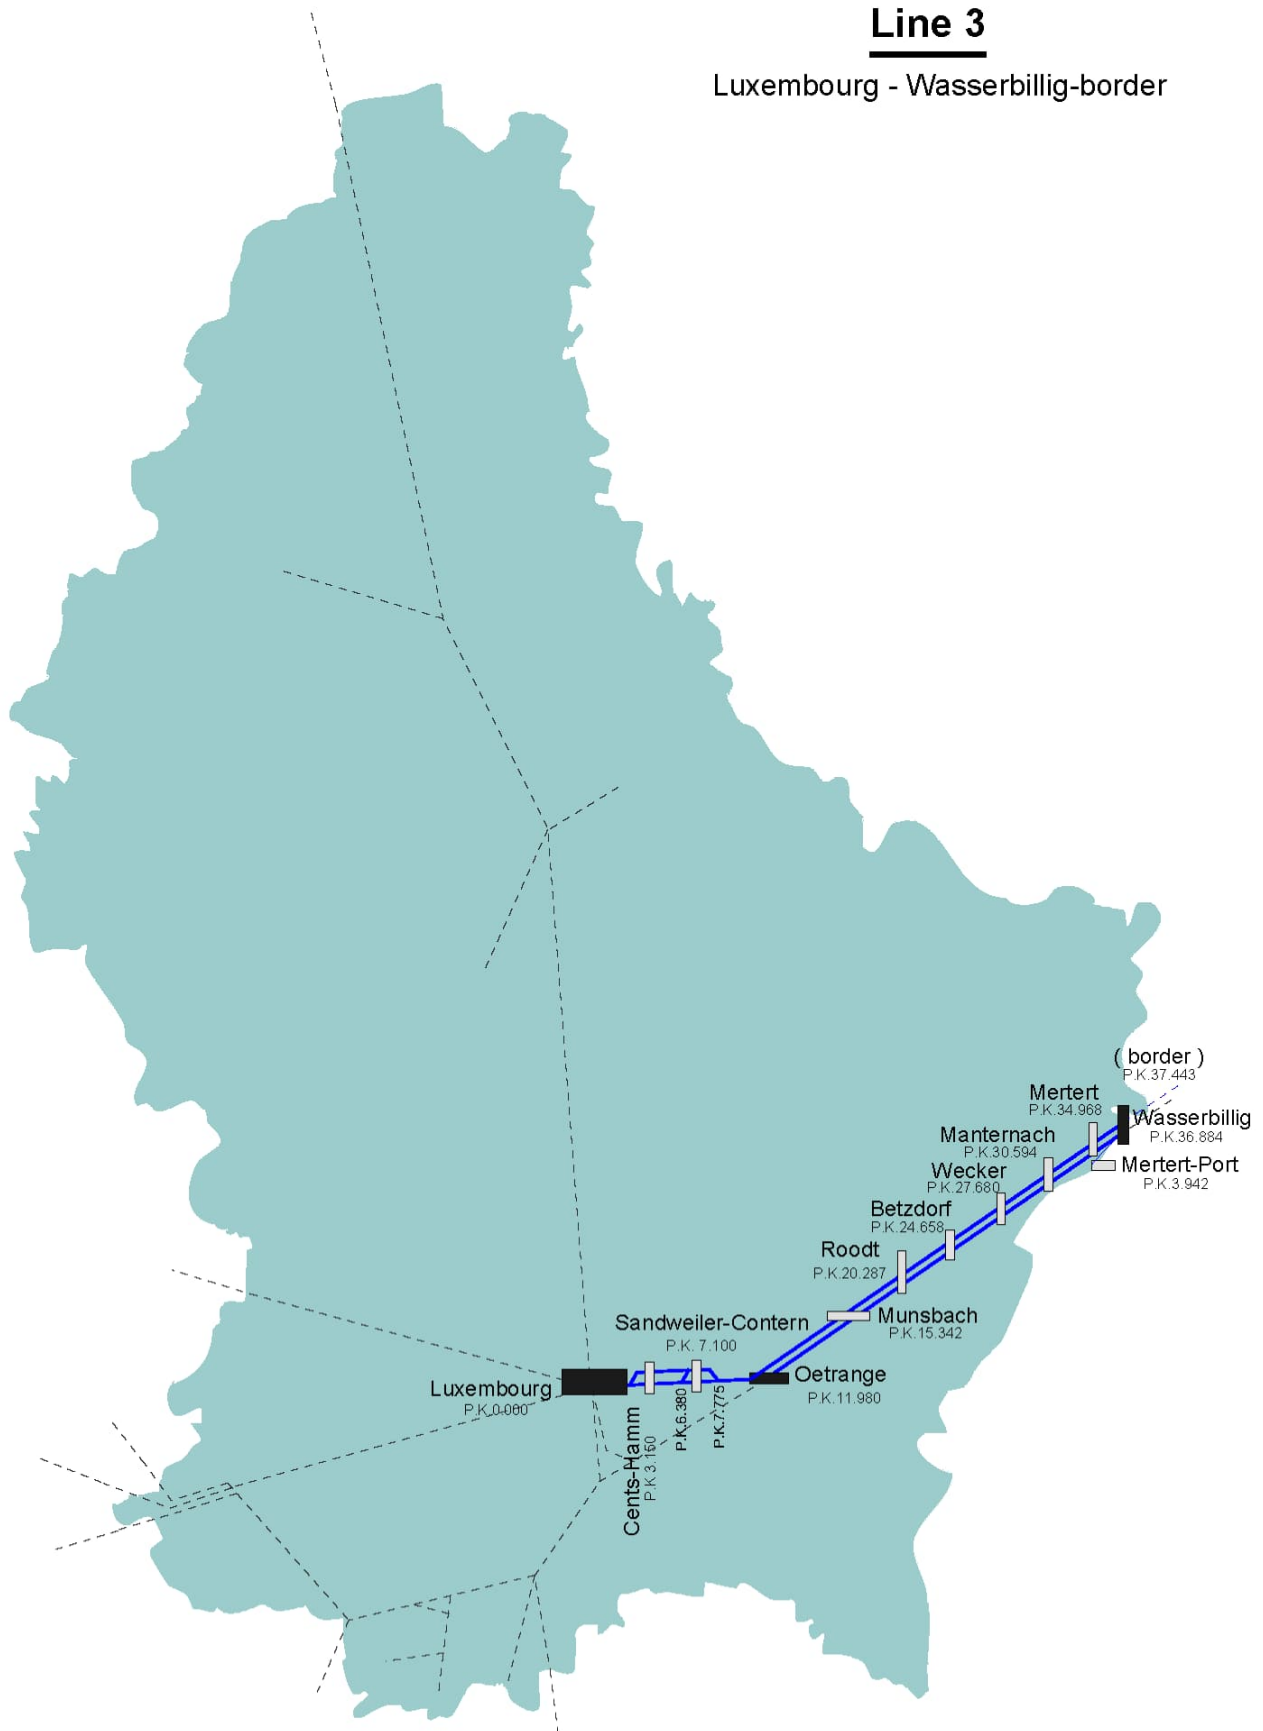 Line 3
Luxembourg - Wasserbillig-border
( border )
P.K.37.443
Mertert
P.K.34.968
Wasserbillig
P.K.36.884
Manternach
P.K.30.594
Mertert-Port
P.K.3.942
Wecker
P.K.27.680
Betzdorf
P.K.24.658
Roodt
P.K.20.287
Munsbach
P.K.15.342
Sandweiler-Contern
P.K. 7.100
Oetrange
P.K.11.980
Luxembourg
P.K.0.000
P.K.6.380
P.K.7.775
Cents-Hamm
P.K 3.150